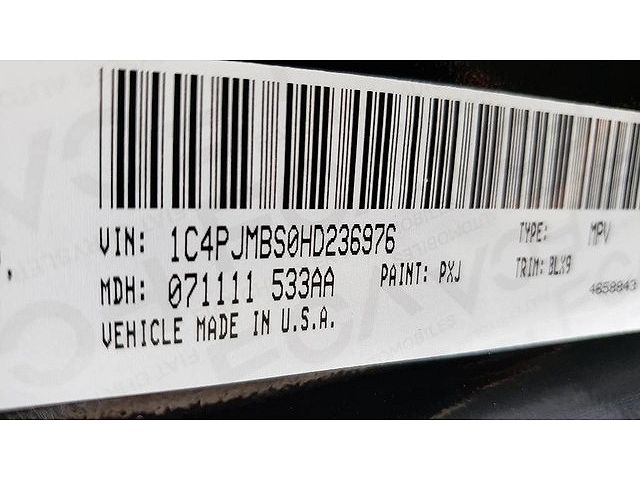 VIN: 1C4PJMBS0HD236976 TYPE: MPV
MDH: 071111 533AA PAINT: PXJ TRIM: BLX9
4658843
VEHICLE MADE IN U.S.A.